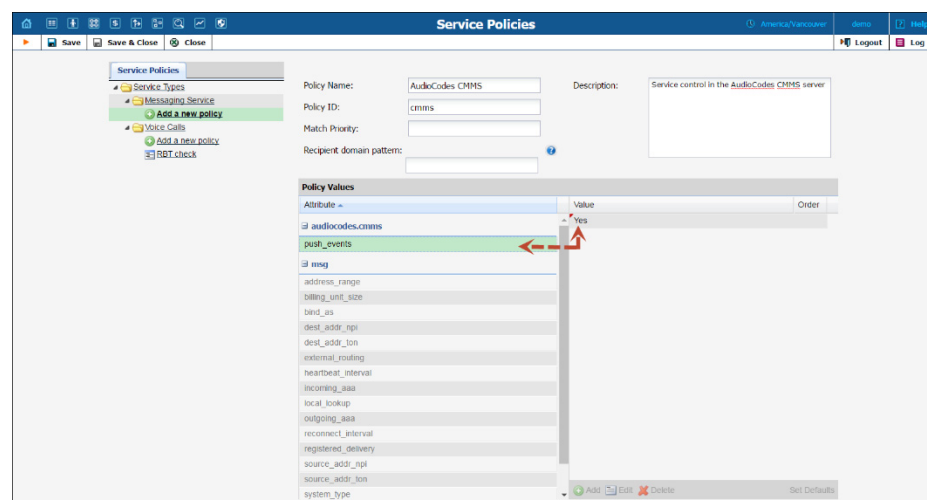 Service Policies
America/Vancouver
demo
Help
Save
Save & Close
Close
Logout
Log
Service Policies
Service Types
Messaging Service
Add a new policy
Voice Calls
Add a new policy
RBT check
Policy Name: AudioCodes CMMS
Description: Service control in the AudioCodes CMMS server
Policy ID: cmms
Match Priority:
Recipient domain pattern:
Policy Values
Attribute Value Order
audiocodes.cmms Yes
push_events
msg
address_range
billing_unit_size
bind_as
dest_addr_npi
dest_addr_ton
external_routing
heartbeat_interval
incoming_aaa
local_lookup
outgoing_aaa
reconnect_interval
registered_delivery
source_addr_npi
source_addr_ton
system_type
Add Edit Delete Set Defaults